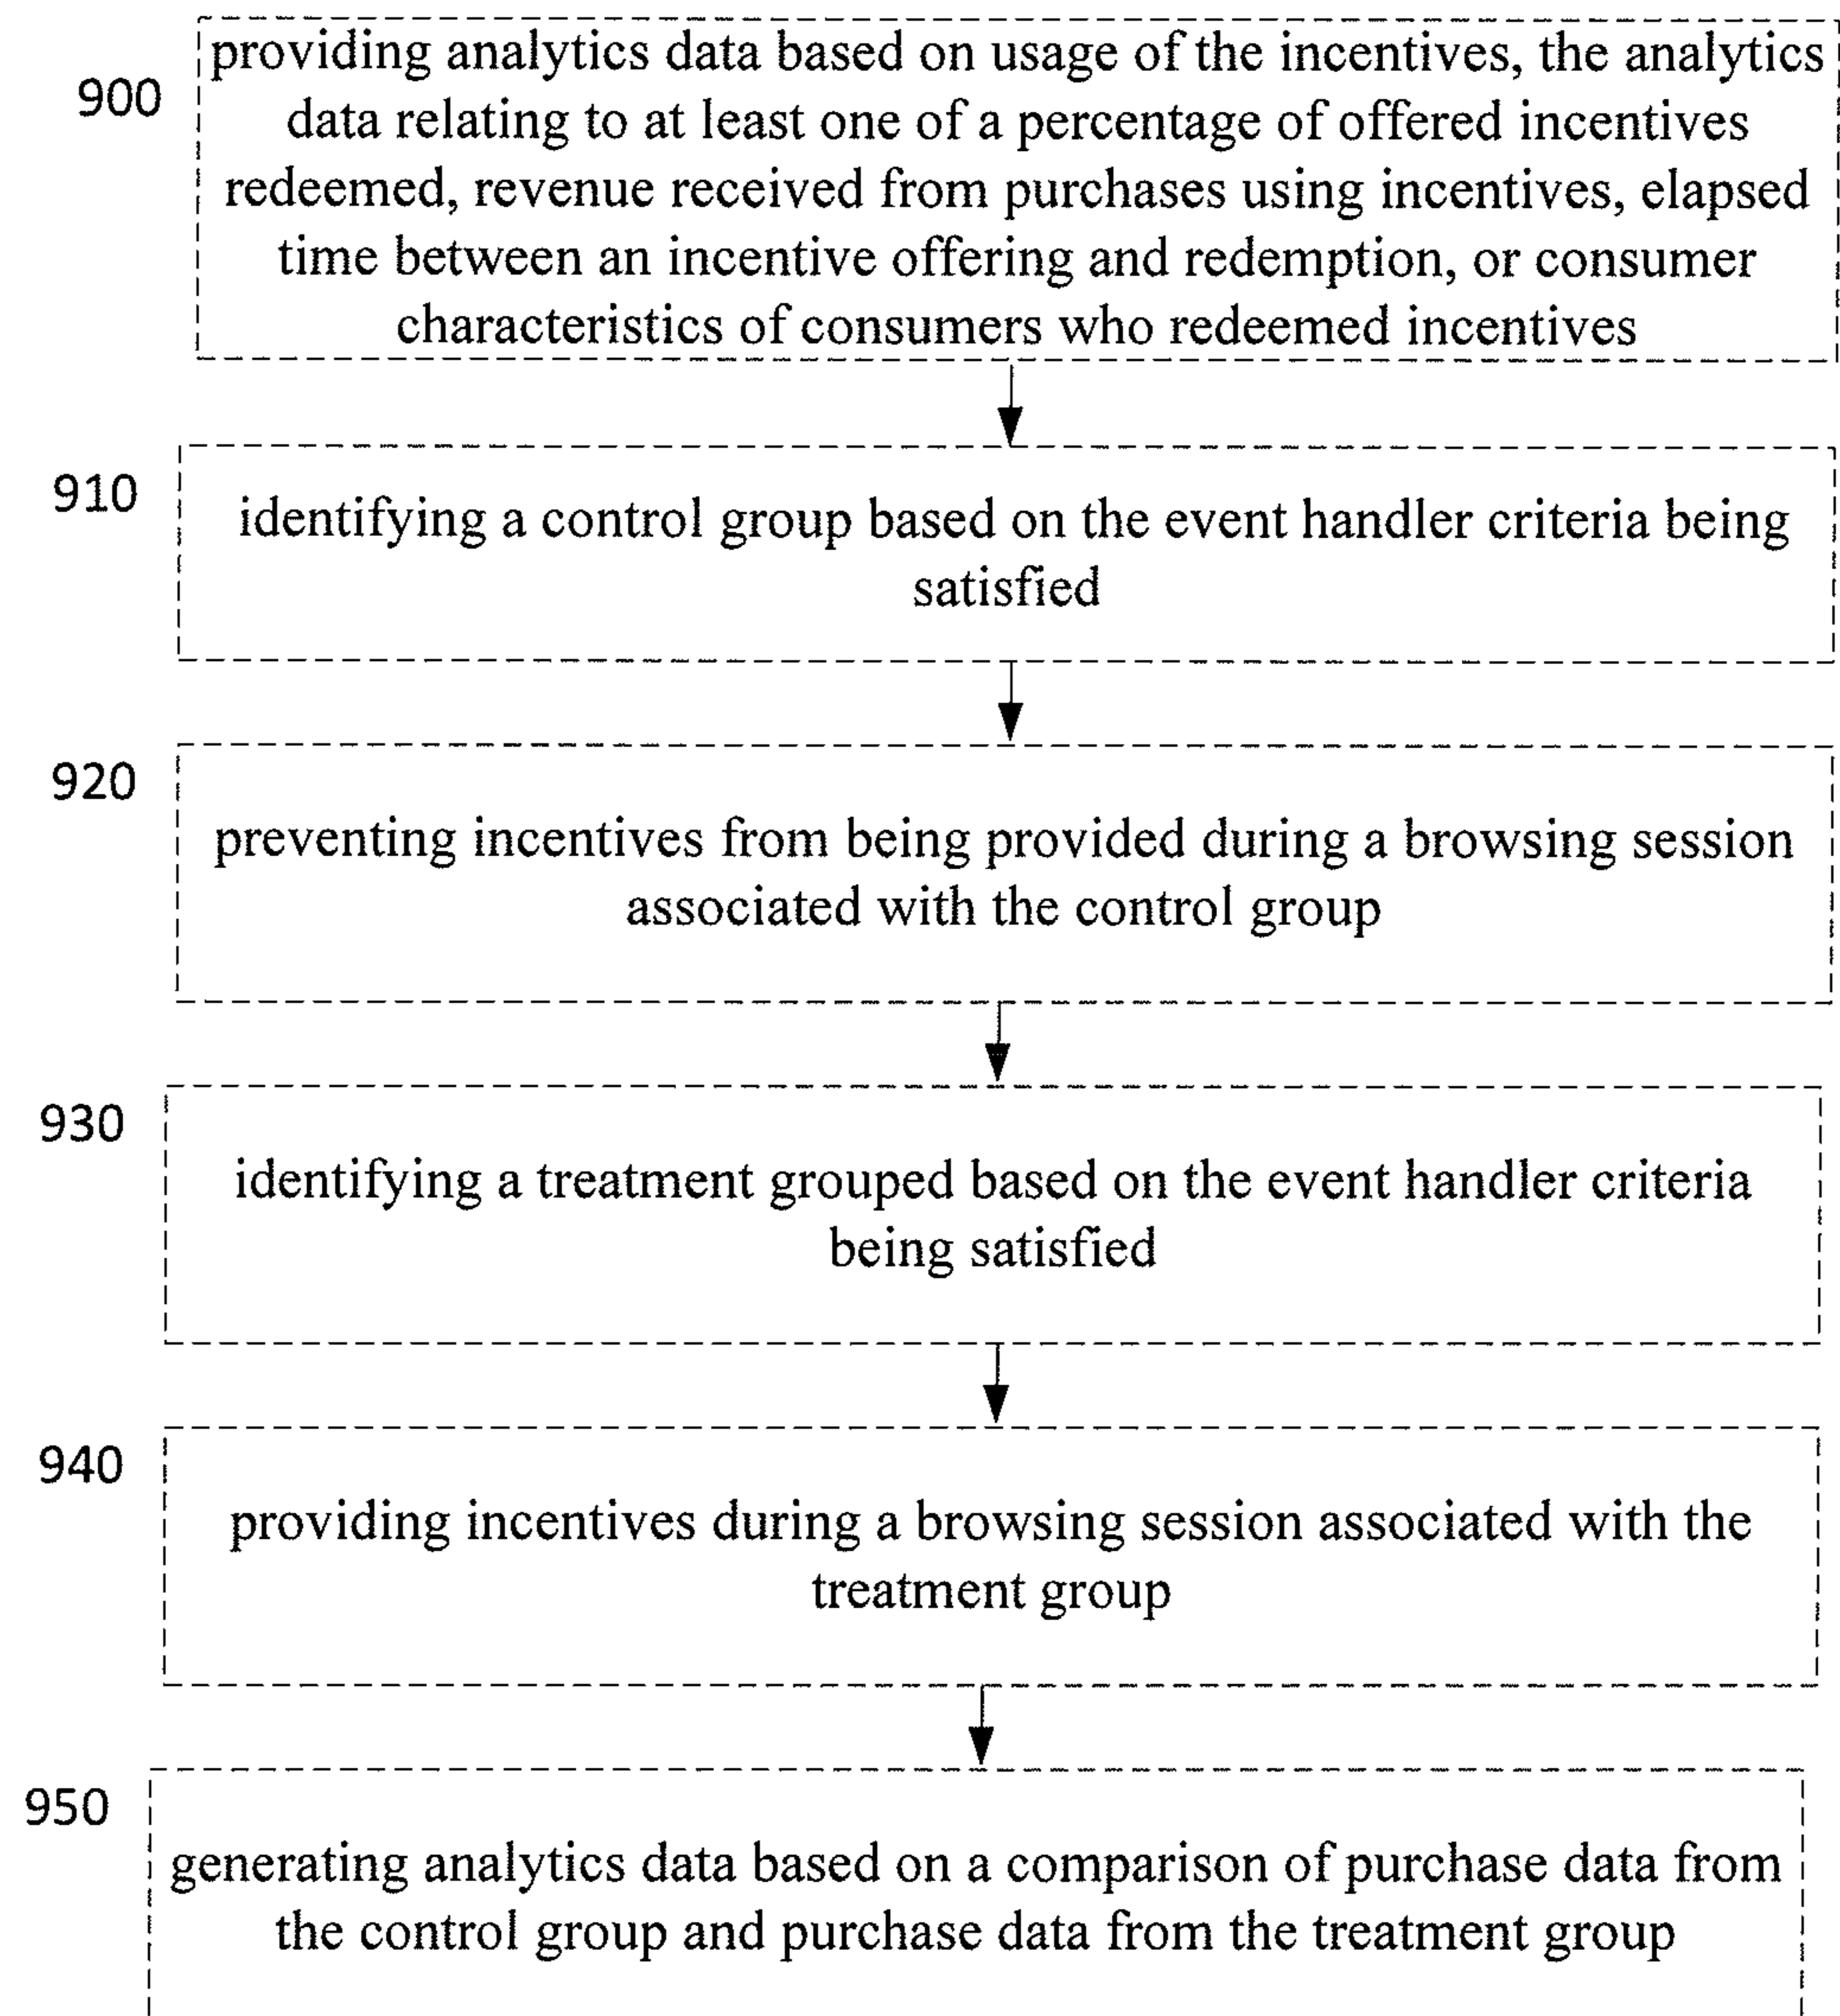 900
providing analytics data based on usage of the incentives, the analytics
data relating to at least one of a percentage of offered incentives
redeemed, revenue received from purchases using incentives, elapsed
time between an incentive offering and redemption, or consumer
characteristics of consumers who redeemed incentives
910
identifying a control group based on the event handler criteria being
satisfied
920
preventing incentives from being provided during a browsing session
associated with the control group
930
identifying a treatment grouped based on the event handler criteria
being satisfied
940
providing incentives during a browsing session associated with the
treatment group
950
generating analytics data based on a comparison of purchase data from
the control group and purchase data from the treatment group